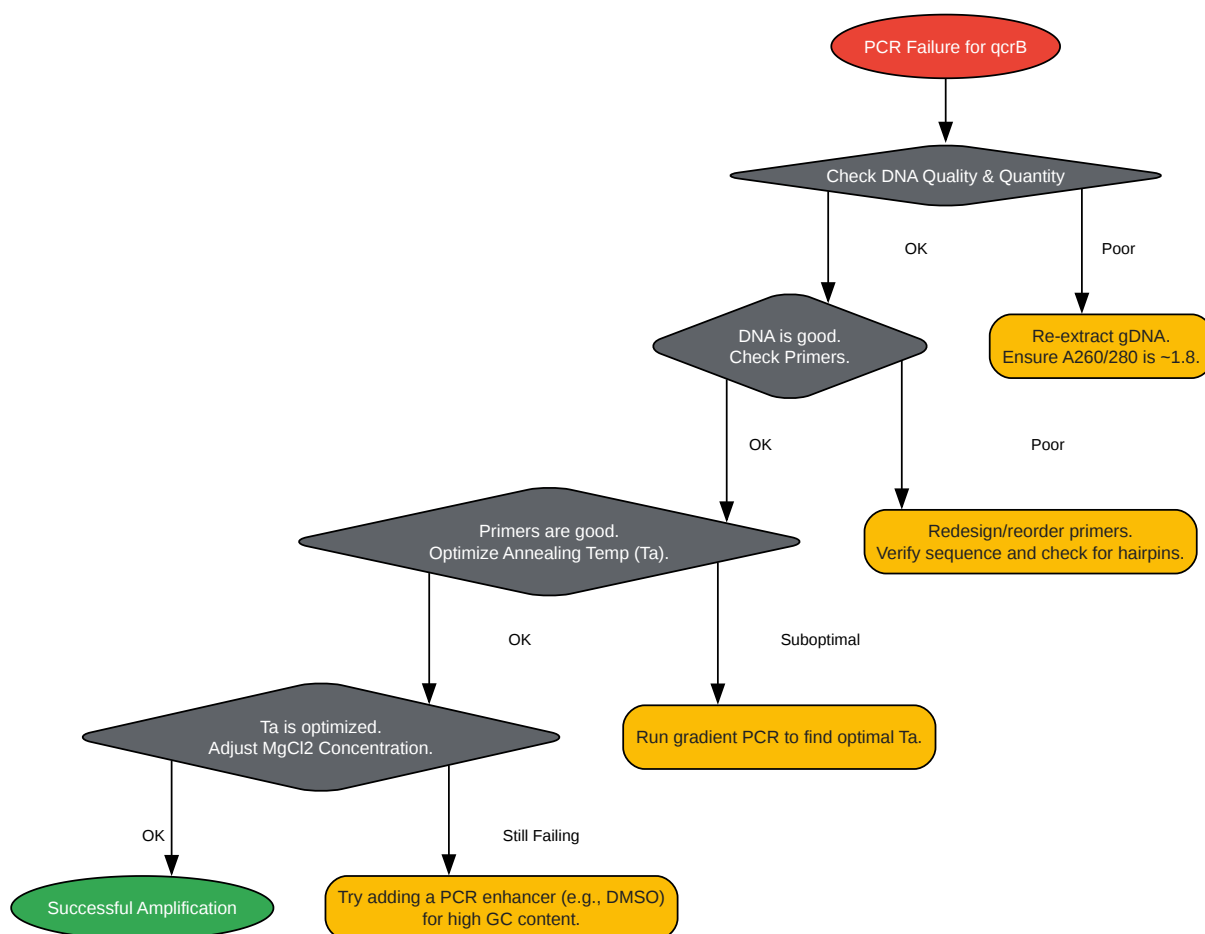 PCR Failure for qcrB
Check DNA Quality & Quantity
OK
Poor
DNA is good.
Check Primers.
Re-extract gDNA.
Ensure A260/280 is ~1.8.
OK
Poor
Primers are good.
Optimize Annealing Temp (Ta).
Redesign/reorder primers.
Verify sequence and check for hairpins.
OK
Suboptimal
Ta is optimized.
Adjust MgCl2 Concentration.
Run gradient PCR to find optimal Ta.
OK
Still Failing
Successful Amplification
Try adding a PCR enhancer (e.g., DMSO)
for high GC content.